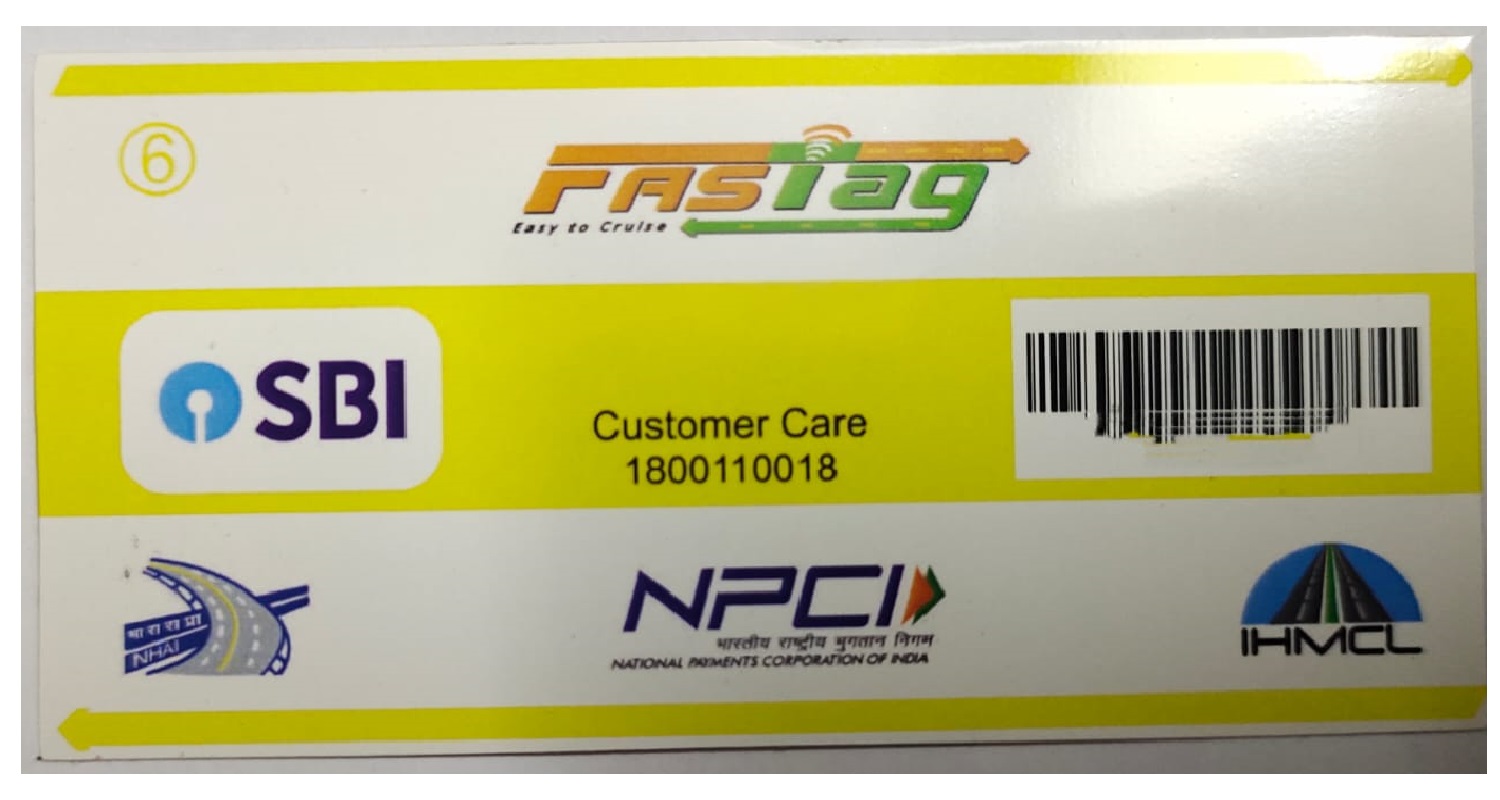 6
FASTag
Easy to Cruise
SBI
Customer Care
1800110018
भा रा रा प्रा
NHAI
NPCI
भारतीय राष्ट्रीय भुगतान निगम
NATIONAL PAYMENTS CORPORATION OF INDIA
IHMCL